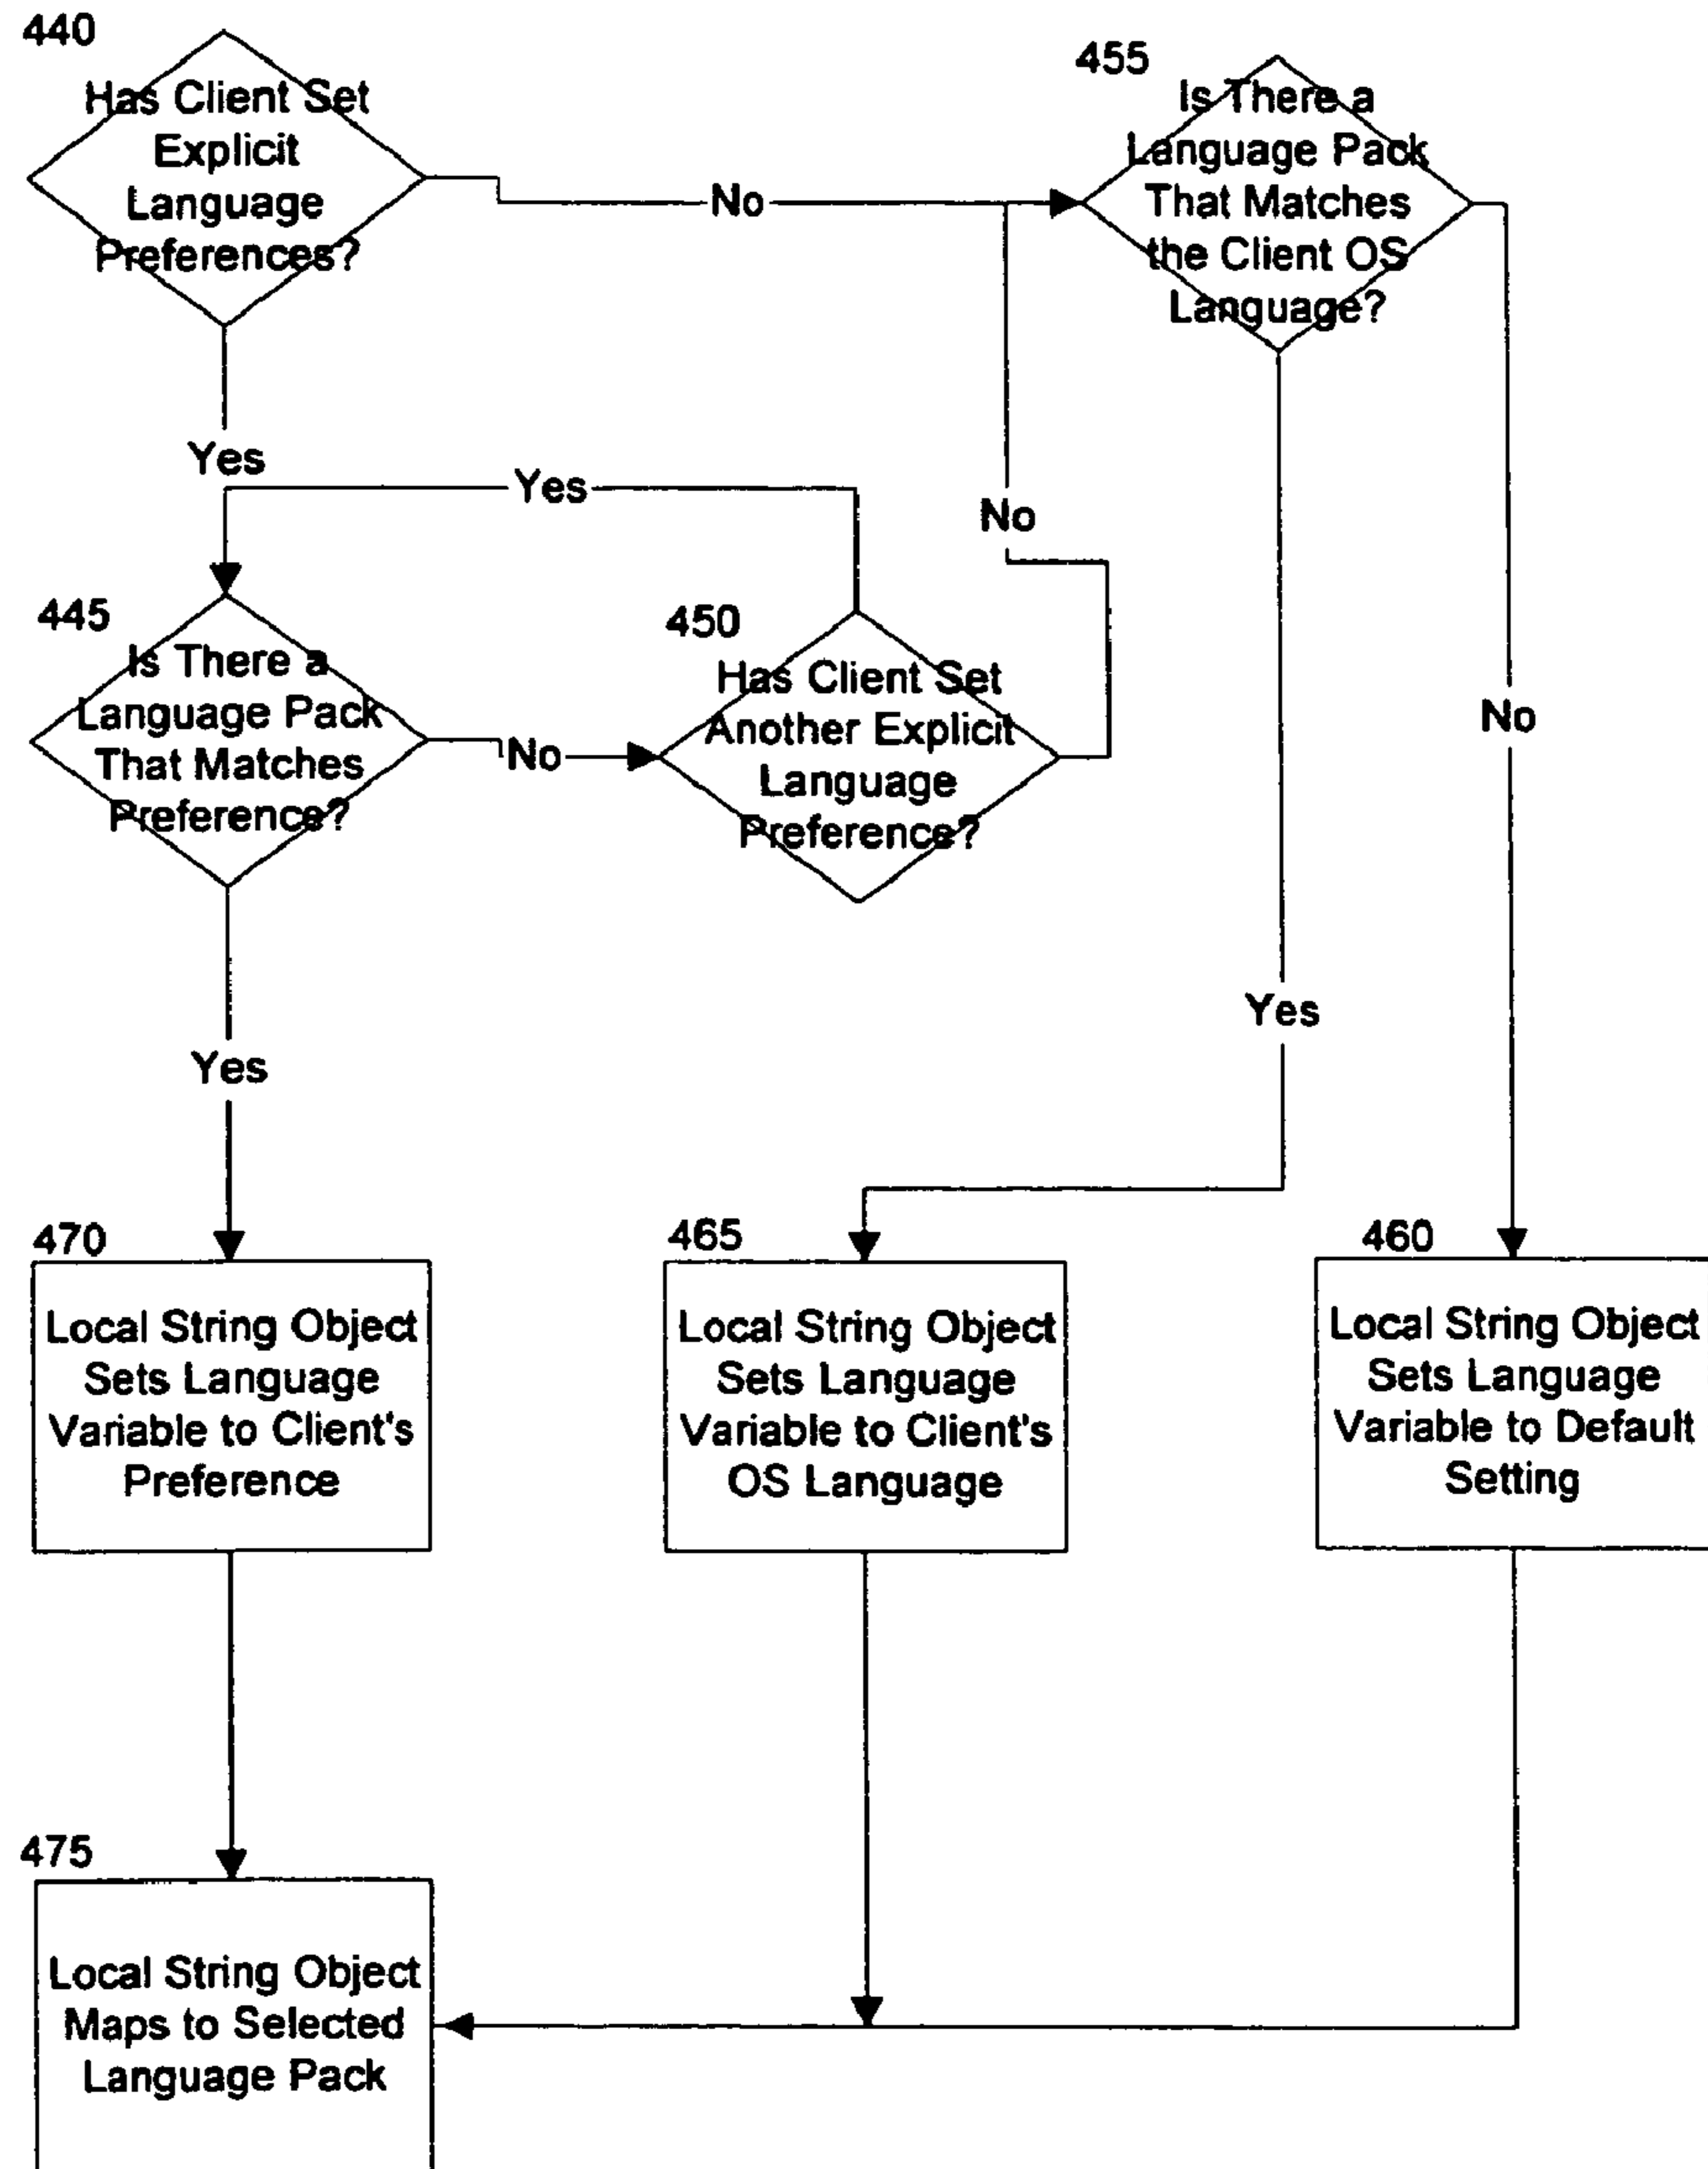 440
Has Client Set
Explicit
Language
Preferences?
No
455
Is There a
Language Pack
That Matches
the Client OS
Language?
Yes
Yes
No
No
445
Is There a
Language Pack
That Matches
Preference?
No
450
Has Client Set
Another Explicit
Language
Preference?
Yes
Yes
470
Local String Object
Sets Language
Variable to Client's
Preference
465
Local String Object
Sets Language
Variable to Client's
OS Language
460
Local String Object
Sets Language
Variable to Default
Setting
475
Local String Object
Maps to Selected
Language Pack